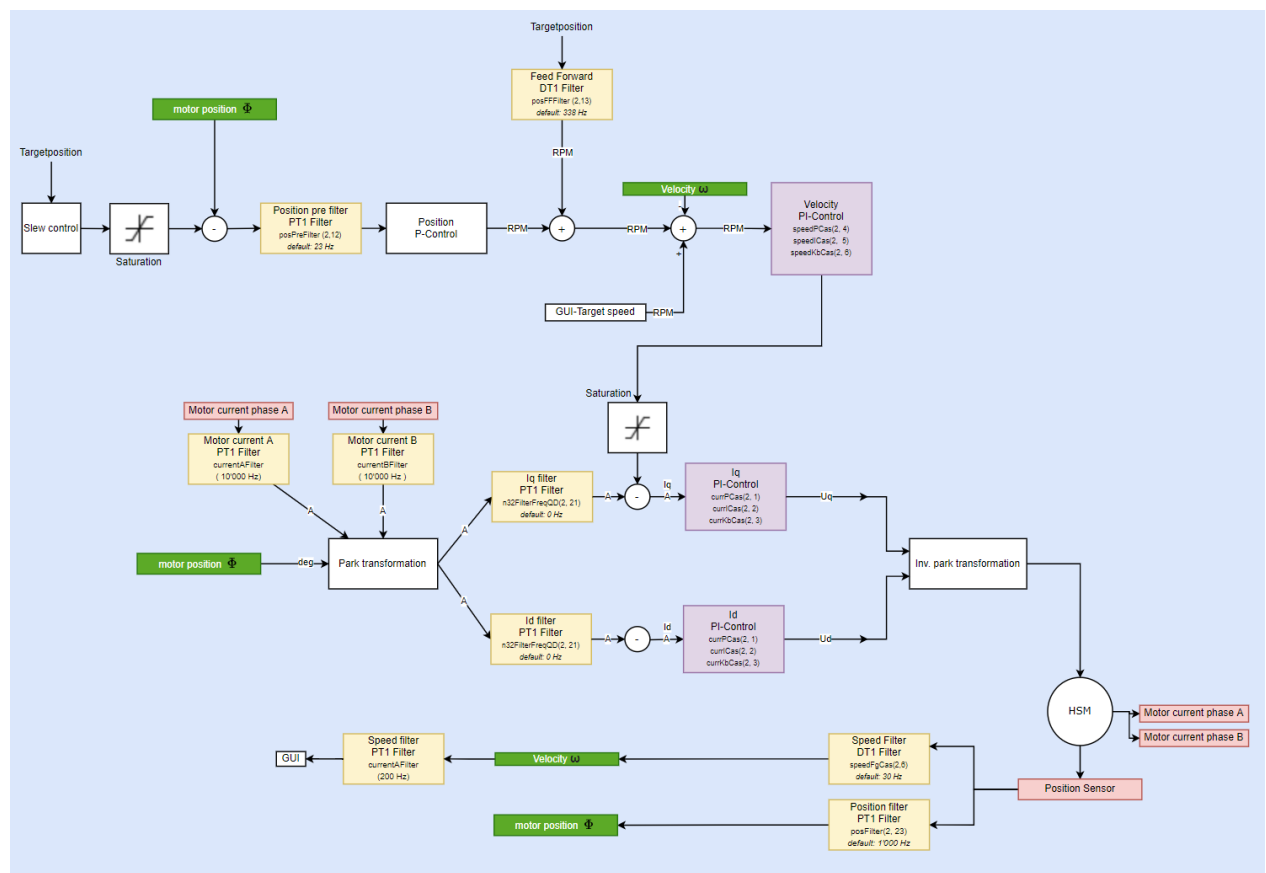 Targetposition
Feed Forward
DT1 Filter
posFFFilter (2,13)
default: 338 Hz
motor position Φ
RPM
Targetposition
Velocity ω
-
Slew control
Saturation
-
Position pre filter
PT1 Filter
posPreFilter (2,12)
default: 23 Hz
Position
P-Control
RPM
+
RPM
+
+
RPM
Velocity
PI-Control
speedPCas(2, 4)
speedICas(2, 5)
speedKbCas(2, 6)
GUI-Target speed
RPM
Saturation
Motor current phase A
Motor current phase B
Motor current A
PT1 Filter
currentAFilter
( 10'000 Hz)
Motor current B
PT1 Filter
currentBFilter
( 10'000 Hz )
A
A
motor position Φ
deg
Park transformation
A
A
Iq filter
PT1 Filter
n32FilterFreqQD(2, 21)
default: 0 Hz
A
-
Iq
A
Iq
PI-Control
currPCas(2, 1)
currICas(2, 2)
currKbCas(2, 3)
Uq
Inv. park transformation
Id filter
PT1 Filter
n32FilterFreqQD(2, 21)
default: 0 Hz
A
-
Id
A
Id
PI-Control
currPCas(2, 1)
currICas(2, 2)
currKbCas(2, 3)
Ud
HSM
Motor current phase A
Motor current phase B
GUI
Speed filter
PT1 Filter
currentAFilter
(200 Hz)
Velocity ω
Speed Filter
DT1 Filter
speedFgCas(2,6)
default: 30 Hz
Position Sensor
motor position Φ
Position filter
PT1 Filter
posFilter(2, 23)
default: 1'000 Hz